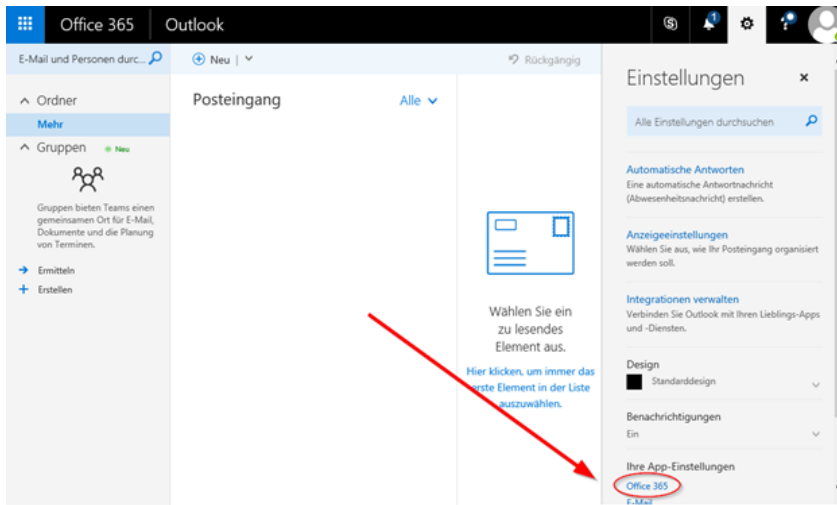 Office 365
Outlook
E-Mail und Personen durc...
Neu
Rückgängig
Ordner
Mehr
Gruppen
Neu
Gruppen bieten Teams einen
gemeinsamen Ort für E-Mail,
Dokumente und die Planung
von Terminen.
Ermitteln
Erstellen
Posteingang
Alle
Wählen Sie ein
zu lesendes
Element aus.
Hier klicken, um immer das
erste Element in der Liste
auszuwählen.
Einstellungen
Alle Einstellungen durchsuchen
Automatische Antworten
Eine automatische Antwortnachricht
(Abwesenheitsnachricht) erstellen.
Anzeigeeinstellungen
Wählen Sie aus, wie Ihr Posteingang organisiert
werden soll.
Integrationen verwalten
Verbinden Sie Outlook mit Ihren Lieblings-Apps
und -Diensten.
Design
Standarddesign
Benachrichtigungen
Ein
Ihre App-Einstellungen
Office 365
E-Mail